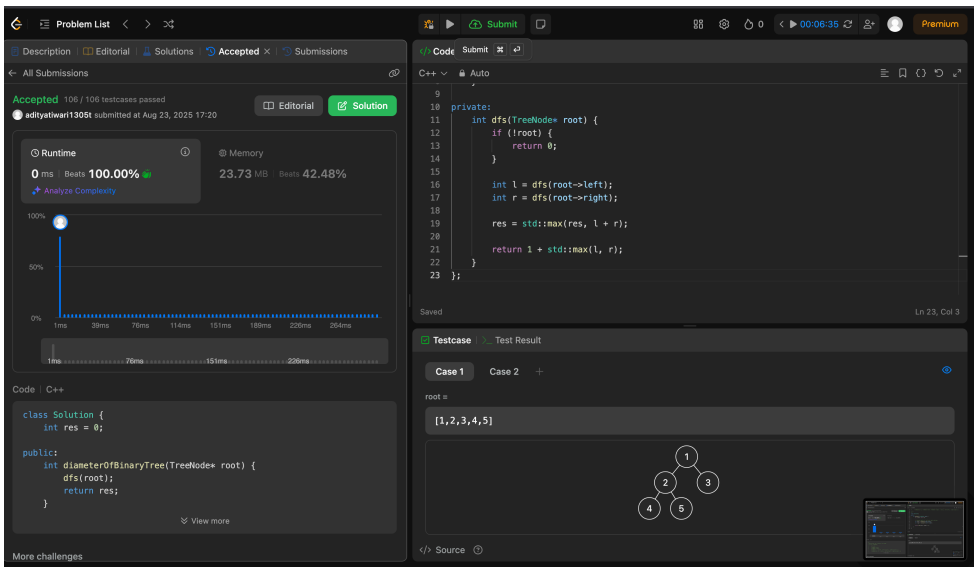 Problem List
Submit
0
00:06:35
Premium
Description | Editorial | Solutions | Accepted × | Submissions
← All Submissions
Accepted 106 / 106 testcases passed
adityatiwari1305t submitted at Aug 23, 2025 17:20
Editorial
Solution
Runtime
0 ms | Beats 100.00%
Analyze Complexity
Memory
23.73 MB | Beats 42.48%
100%
50%
0%
1ms 39ms 76ms 114ms 151ms 189ms 226ms 264ms
1ms 76ms 151ms 226ms
Code | C++
class Solution {
int res = 0;
public:
int diameterOfBinaryTree(TreeNode* root) {
dfs(root);
return res;
}
View more
More challenges
</> Code
Submit ⌘ ↵
C++ Auto
9 }
10 private:
11 int dfs(TreeNode* root) {
12 if (!root) {
13 return 0;
14 }
15
16 int l = dfs(root->left);
17 int r = dfs(root->right);
18
19 res = std::max(res, l + r);
20
21 return 1 + std::max(l, r);
22 }
23 };
Saved
Ln 23, Col 3
Testcase | >_ Test Result
Case 1 Case 2 +
root =
[1,2,3,4,5]
1
2 3
4 5
</> Source